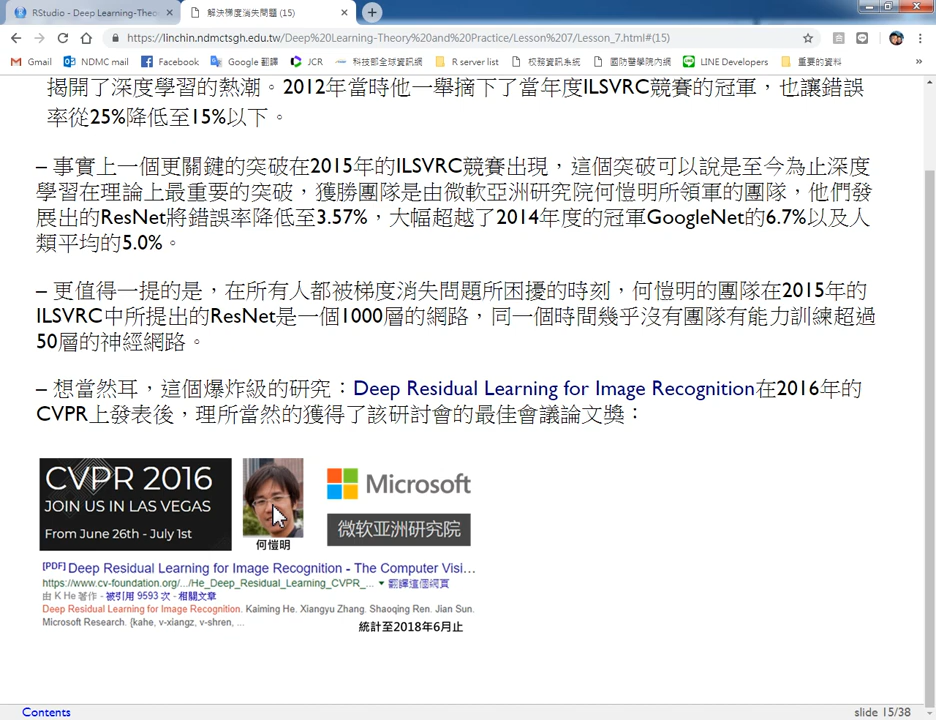 RStudio - Deep Learning-Theo
解決梯度消失問題 (15)
https://linchin.ndmctsgh.edu.tw/Deep%20Learning-Theory%20and%20Practice/Lesson%207/Lesson_7.html#(15)
Gmail NDMC mail Facebook Google 翻譯 JCR 科技部全球資訊網 R server list 校務資訊系統 國防醫學院內網 LINE Developers 重要的資料 »
揭開了深度學習的熱潮。2012年當時他一舉摘下了當年度ILSVRC競賽的冠軍，也讓錯誤
率從25%降低至15%以下。
– 事實上一個更關鍵的突破在2015年的ILSVRC競賽出現，這個突破可以說是至今為止深度
學習在理論上最重要的突破，獲勝團隊是由微軟亞洲研究院何愷明所領軍的團隊，他們發
展出的ResNet將錯誤率降低至3.57%，大幅超越了2014年度的冠軍GoogleNet的6.7%以及人
類平均的5.0%。
– 更值得一提的是，在所有人都被梯度消失問題所困擾的時刻，何愷明的團隊在2015年的
ILSVRC中所提出的ResNet是一個1000層的網路，同一個時間幾乎沒有團隊有能力訓練超過
50層的神經網路。
– 想當然耳，這個爆炸級的研究：Deep Residual Learning for Image Recognition在2016年的
CVPR上發表後，理所當然的獲得了該研討會的最佳會議論文獎：
CVPR 2016
JOIN US IN LAS VEGAS
From June 26th - July 1st
何愷明
Microsoft
微软亚洲研究院
[PDF] Deep Residual Learning for Image Recognition - The Computer Visi...
https://www.cv-foundation.org/.../He_Deep_Residual_Learning_CVPR_... ▾ 翻譯這個網頁
由 K He 著作 - 被引用 9593 次 - 相關文章
Deep Residual Learning for Image Recognition. Kaiming He. Xiangyu Zhang. Shaoqing Ren. Jian Sun.
Microsoft Research. {kahe, v-xiangz, v-shren, ...
統計至2018年6月止
Contents
slide 15/38